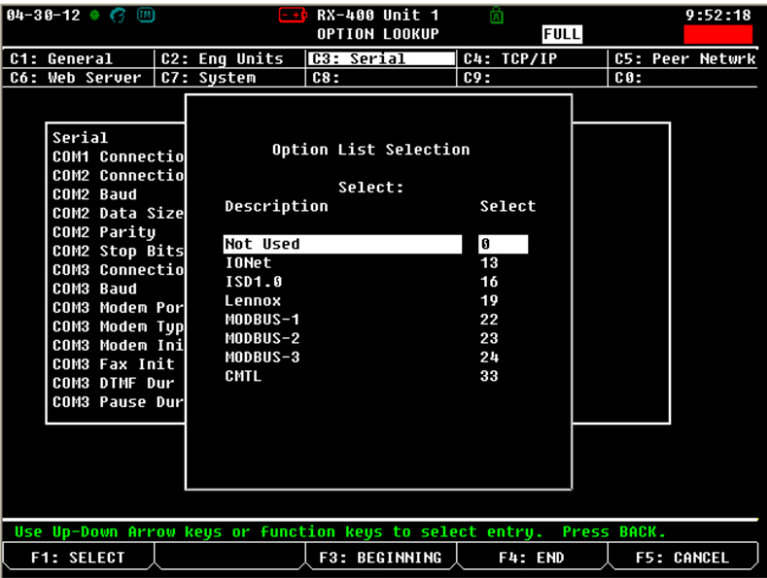 04-30-12 RX-400 Unit 1 9:52:18
OPTION LOOKUP FULL
C1: General C2: Eng Units C3: Serial C4: TCP/IP C5: Peer Netwrk
C6: Web Server C7: System C8: C9: C0:
Serial
COM1 Connectio
COM2 Connectio
COM2 Baud
COM2 Data Size
COM2 Parity
COM2 Stop Bits
COM3 Connectio
COM3 Baud
COM3 Modem Por
COM3 Modem Typ
COM3 Modem Ini
COM3 Fax Init
COM3 DTMF Dur
COM3 Pause Dur
Option List Selection
Select:
Description Select
Not Used 0
IONet 13
ISD1.0 16
Lennox 19
MODBUS-1 22
MODBUS-2 23
MODBUS-3 24
CMTL 33
Use Up-Down Arrow keys or function keys to select entry. Press BACK.
F1: SELECT F3: BEGINNING F4: END F5: CANCEL